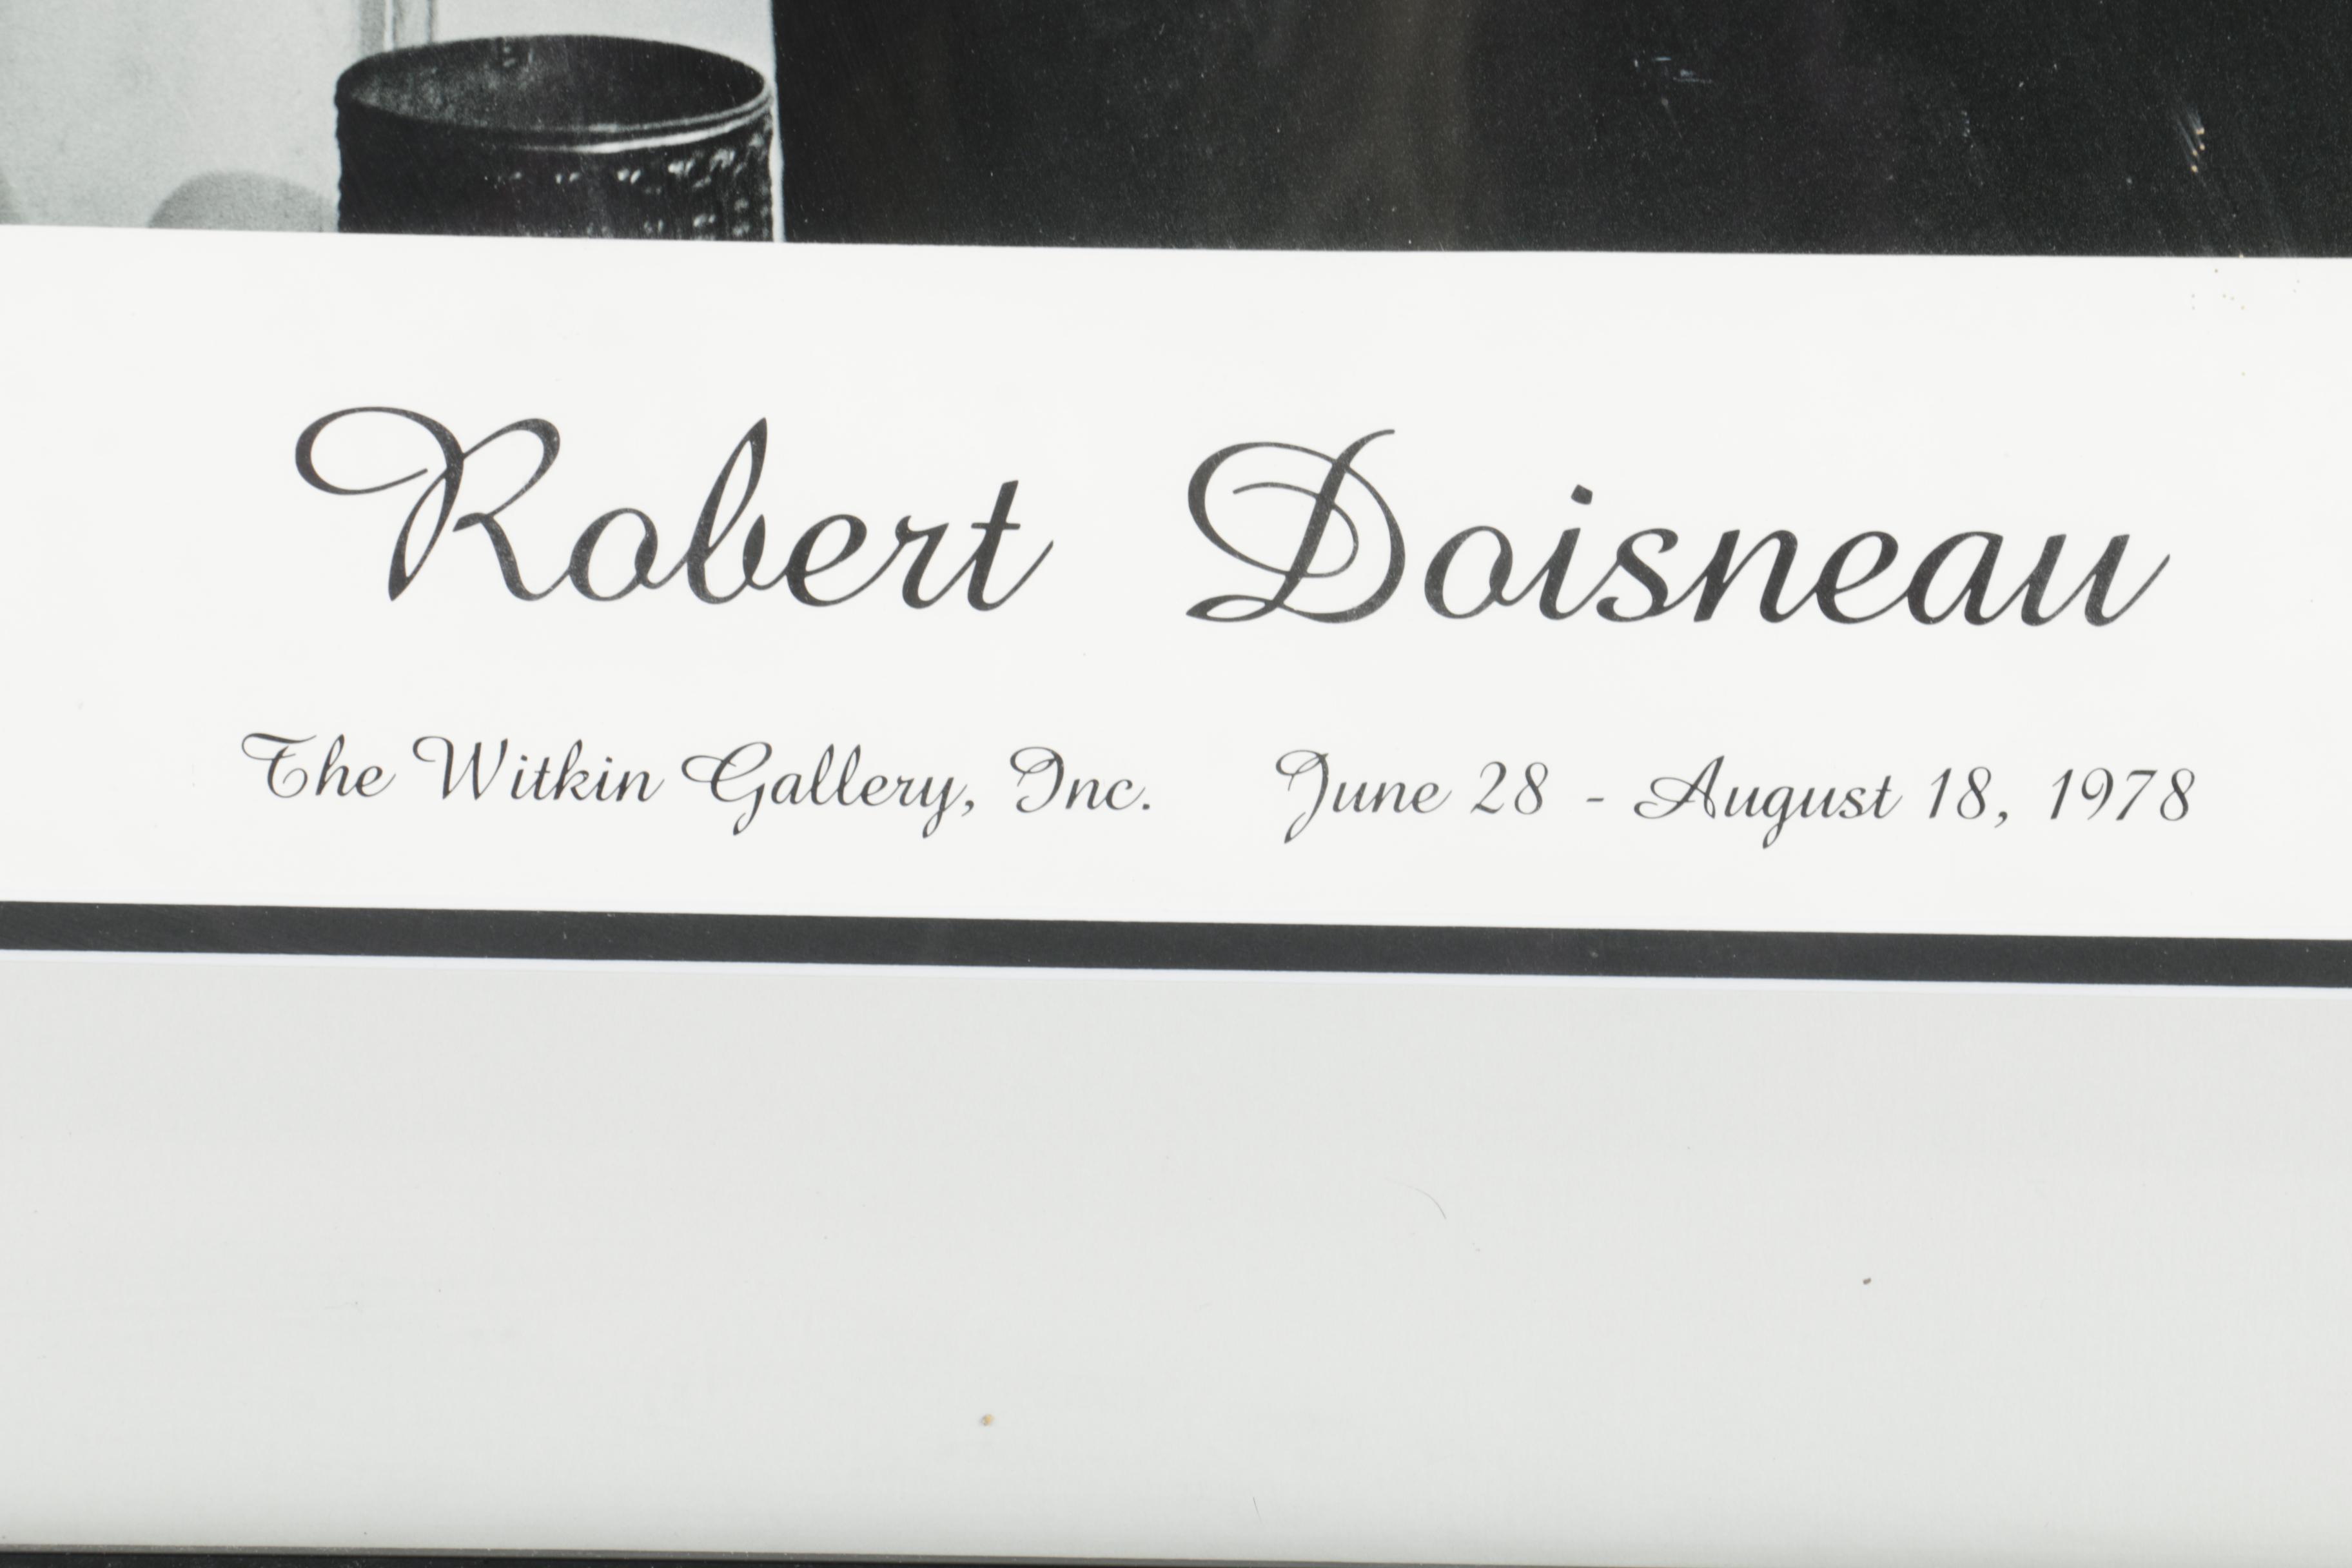 Robert Doisneau
The Witkin Gallery, Inc. June 28 - August 18, 1978